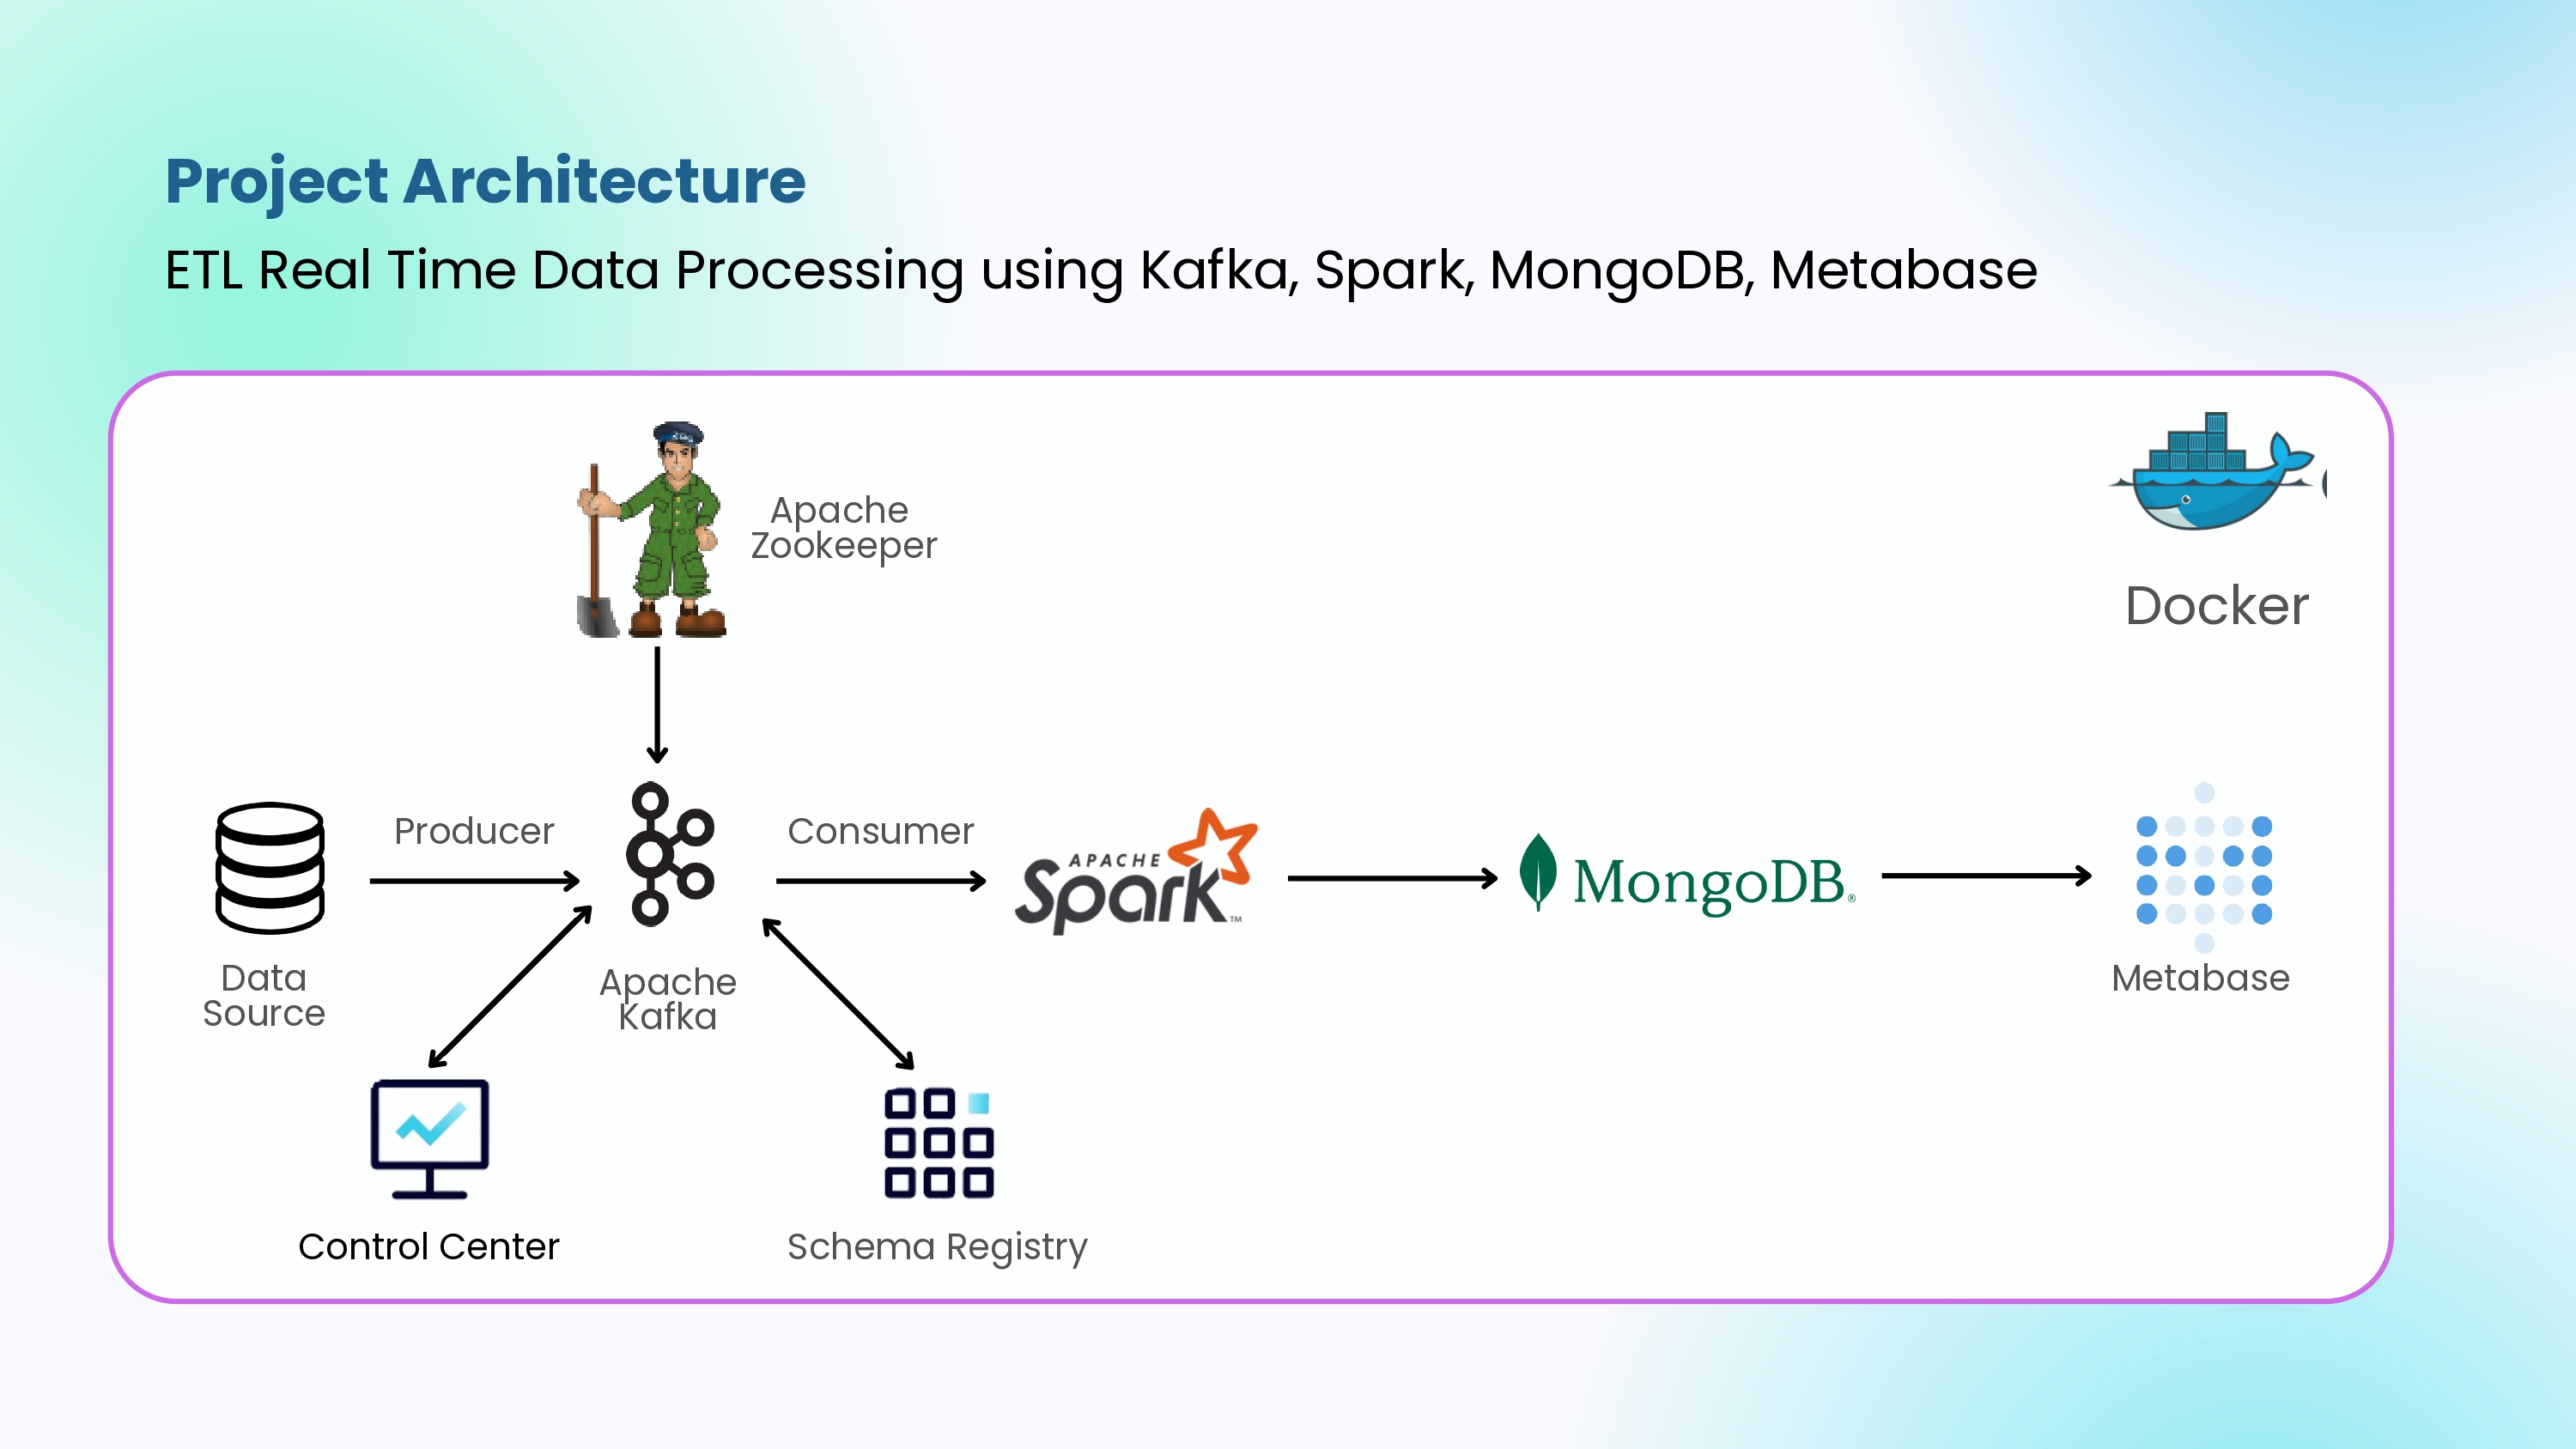 Project Architecture
ETL Real Time Data Processing using Kafka, Spark, MongoDB, Metabase
Apache
Zookeeper
Docker
Producer
Consumer
APACHE
Spark™
MongoDB®
Data
Source
Apache
Kafka
Metabase
Control Center
Schema Registry